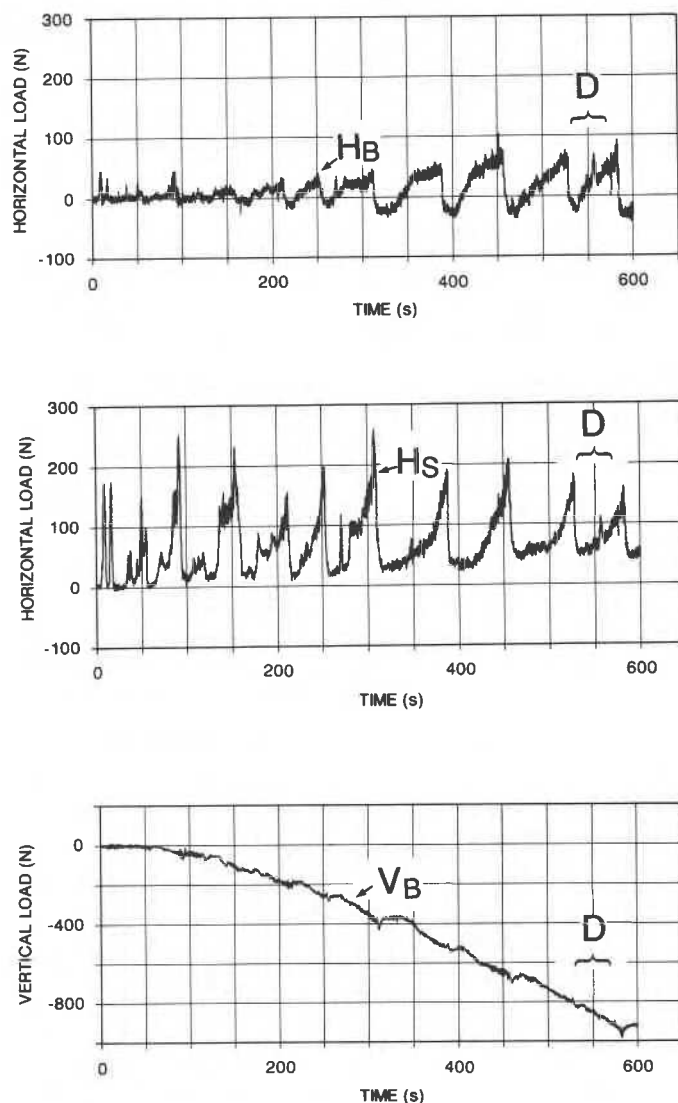 300
200
100
0
-100
HORIZONTAL LOAD (N)
HB
D
0 200 400 600
TIME (s)
300
200
100
0
-100
HORIZONTAL LOAD (N)
HS
D
0 200 400 600
TIME (s)
0
-400
-800
VERTICAL LOAD (N)
VB
D
0 200 400 600
TIME (s)